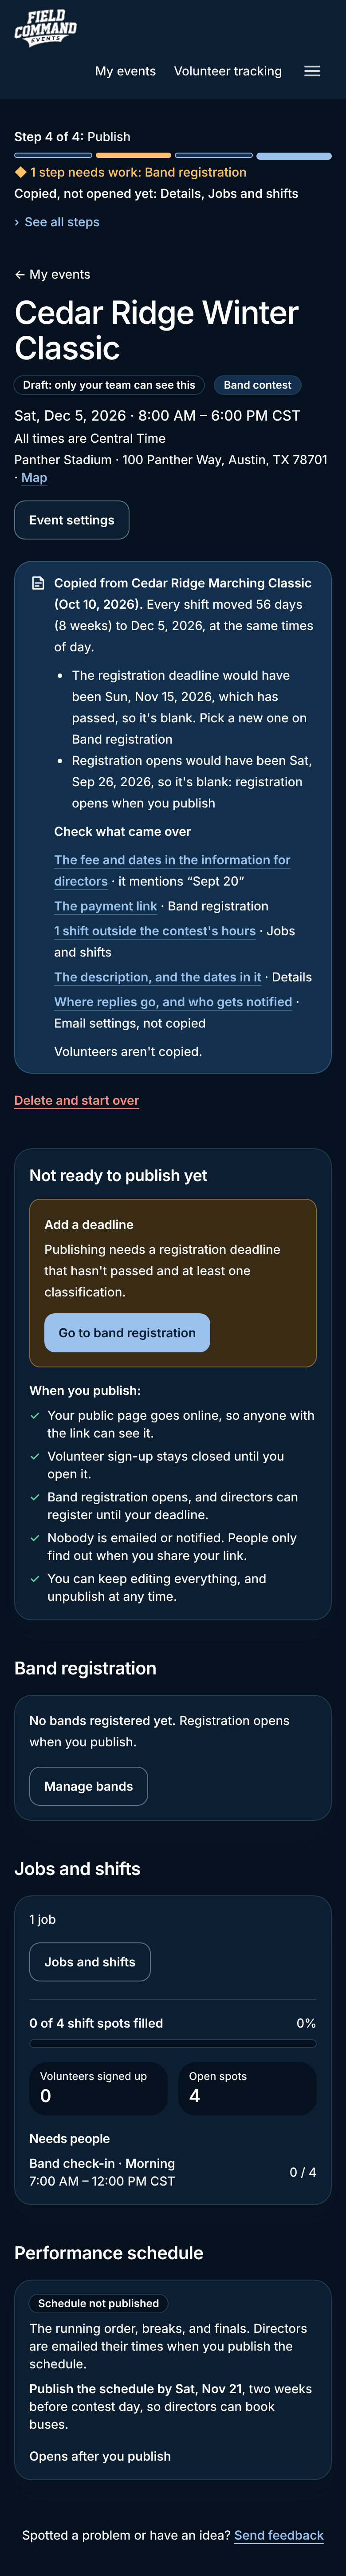 FIELD
COMMAND
EVENTS
My events Volunteer tracking
Step 4 of 4: Publish
1 step needs work: Band registration
Copied, not opened yet: Details, Jobs and shifts
› See all steps
← My events
Cedar Ridge Winter
Classic
Draft: only your team can see this Band contest
Sat, Dec 5, 2026 · 8:00 AM – 6:00 PM CST
All times are Central Time
Panther Stadium · 100 Panther Way, Austin, TX 78701
· Map
Event settings
Copied from Cedar Ridge Marching Classic
(Oct 10, 2026). Every shift moved 56 days
(8 weeks) to Dec 5, 2026, at the same times
of day.
• The registration deadline would have
been Sun, Nov 15, 2026, which has
passed, so it's blank. Pick a new one on
Band registration
• Registration opens would have been Sat,
Sep 26, 2026, so it's blank: registration
opens when you publish
Check what came over
The fee and dates in the information for
directors · it mentions “Sept 20”
The payment link · Band registration
1 shift outside the contest's hours · Jobs
and shifts
The description, and the dates in it · Details
Where replies go, and who gets notified ·
Email settings, not copied
Volunteers aren't copied.
Delete and start over
Not ready to publish yet
Add a deadline
Publishing needs a registration deadline
that hasn't passed and at least one
classification.
Go to band registration
When you publish:
✓ Your public page goes online, so anyone with
the link can see it.
✓ Volunteer sign-up stays closed until you
open it.
✓ Band registration opens, and directors can
register until your deadline.
✓ Nobody is emailed or notified. People only
find out when you share your link.
✓ You can keep editing everything, and
unpublish at any time.
Band registration
No bands registered yet. Registration opens
when you publish.
Manage bands
Jobs and shifts
1 job
Jobs and shifts
0 of 4 shift spots filled 0%
Volunteers signed up Open spots
0 4
Needs people
Band check-in · Morning
7:00 AM – 12:00 PM CST 0 / 4
Performance schedule
Schedule not published
The running order, breaks, and finals. Directors
are emailed their times when you publish the
schedule.
Publish the schedule by Sat, Nov 21, two weeks
before contest day, so directors can book
buses.
Opens after you publish
Spotted a problem or have an idea? Send feedback